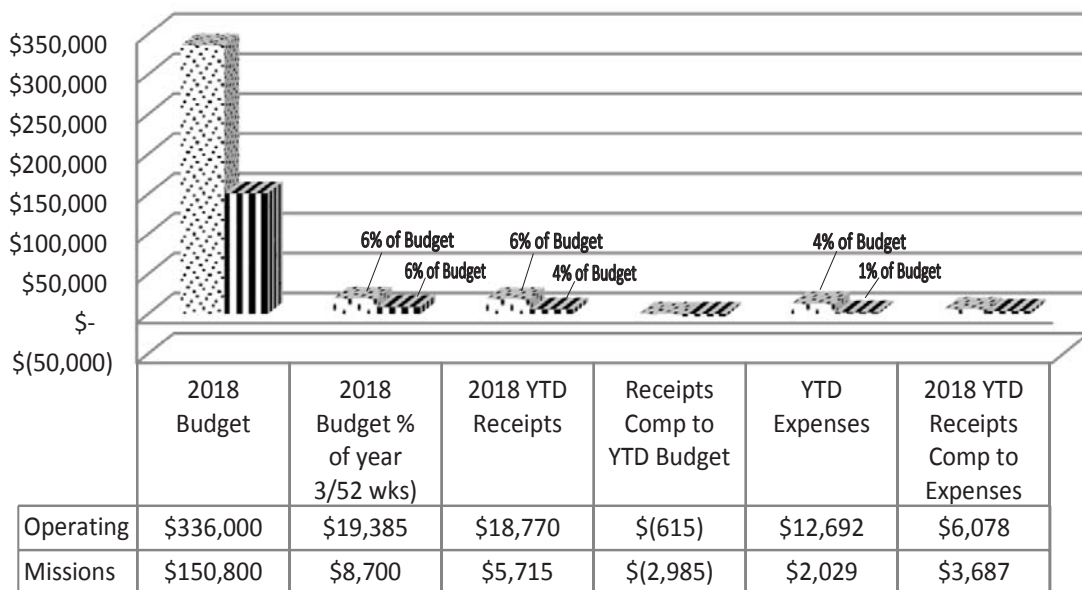 $350,000
$300,000
$250,000
$200,000
$150,000
$100,000
$50,000
$-
$(50,000)
6% of Budget
6% of Budget
6% of Budget
4% of Budget
4% of Budget
1% of Budget
2018 Budget
2018 Budget % of year 3/52 wks)
2018 YTD Receipts
Receipts Comp to YTD Budget
YTD Expenses
2018 YTD Receipts Comp to Expenses
Operating $336,000 $19,385 $18,770 $(615) $12,692 $6,078
Missions $150,800 $8,700 $5,715 $(2,985) $2,029 $3,687